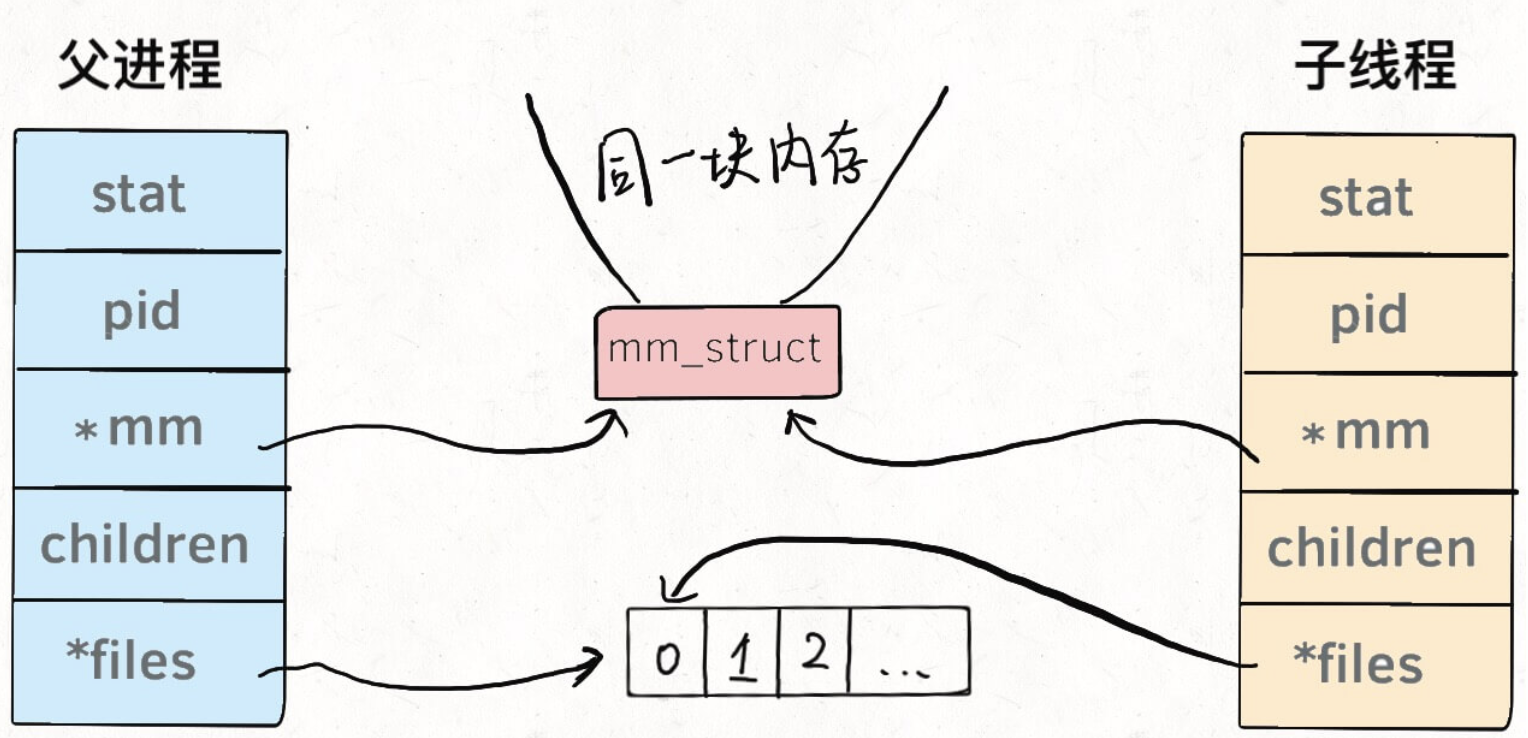 父进程
子线程
同一块内存
stat
pid
*mm
children
*files
mm_struct
0 1 2 ...
stat
pid
*mm
children
*files